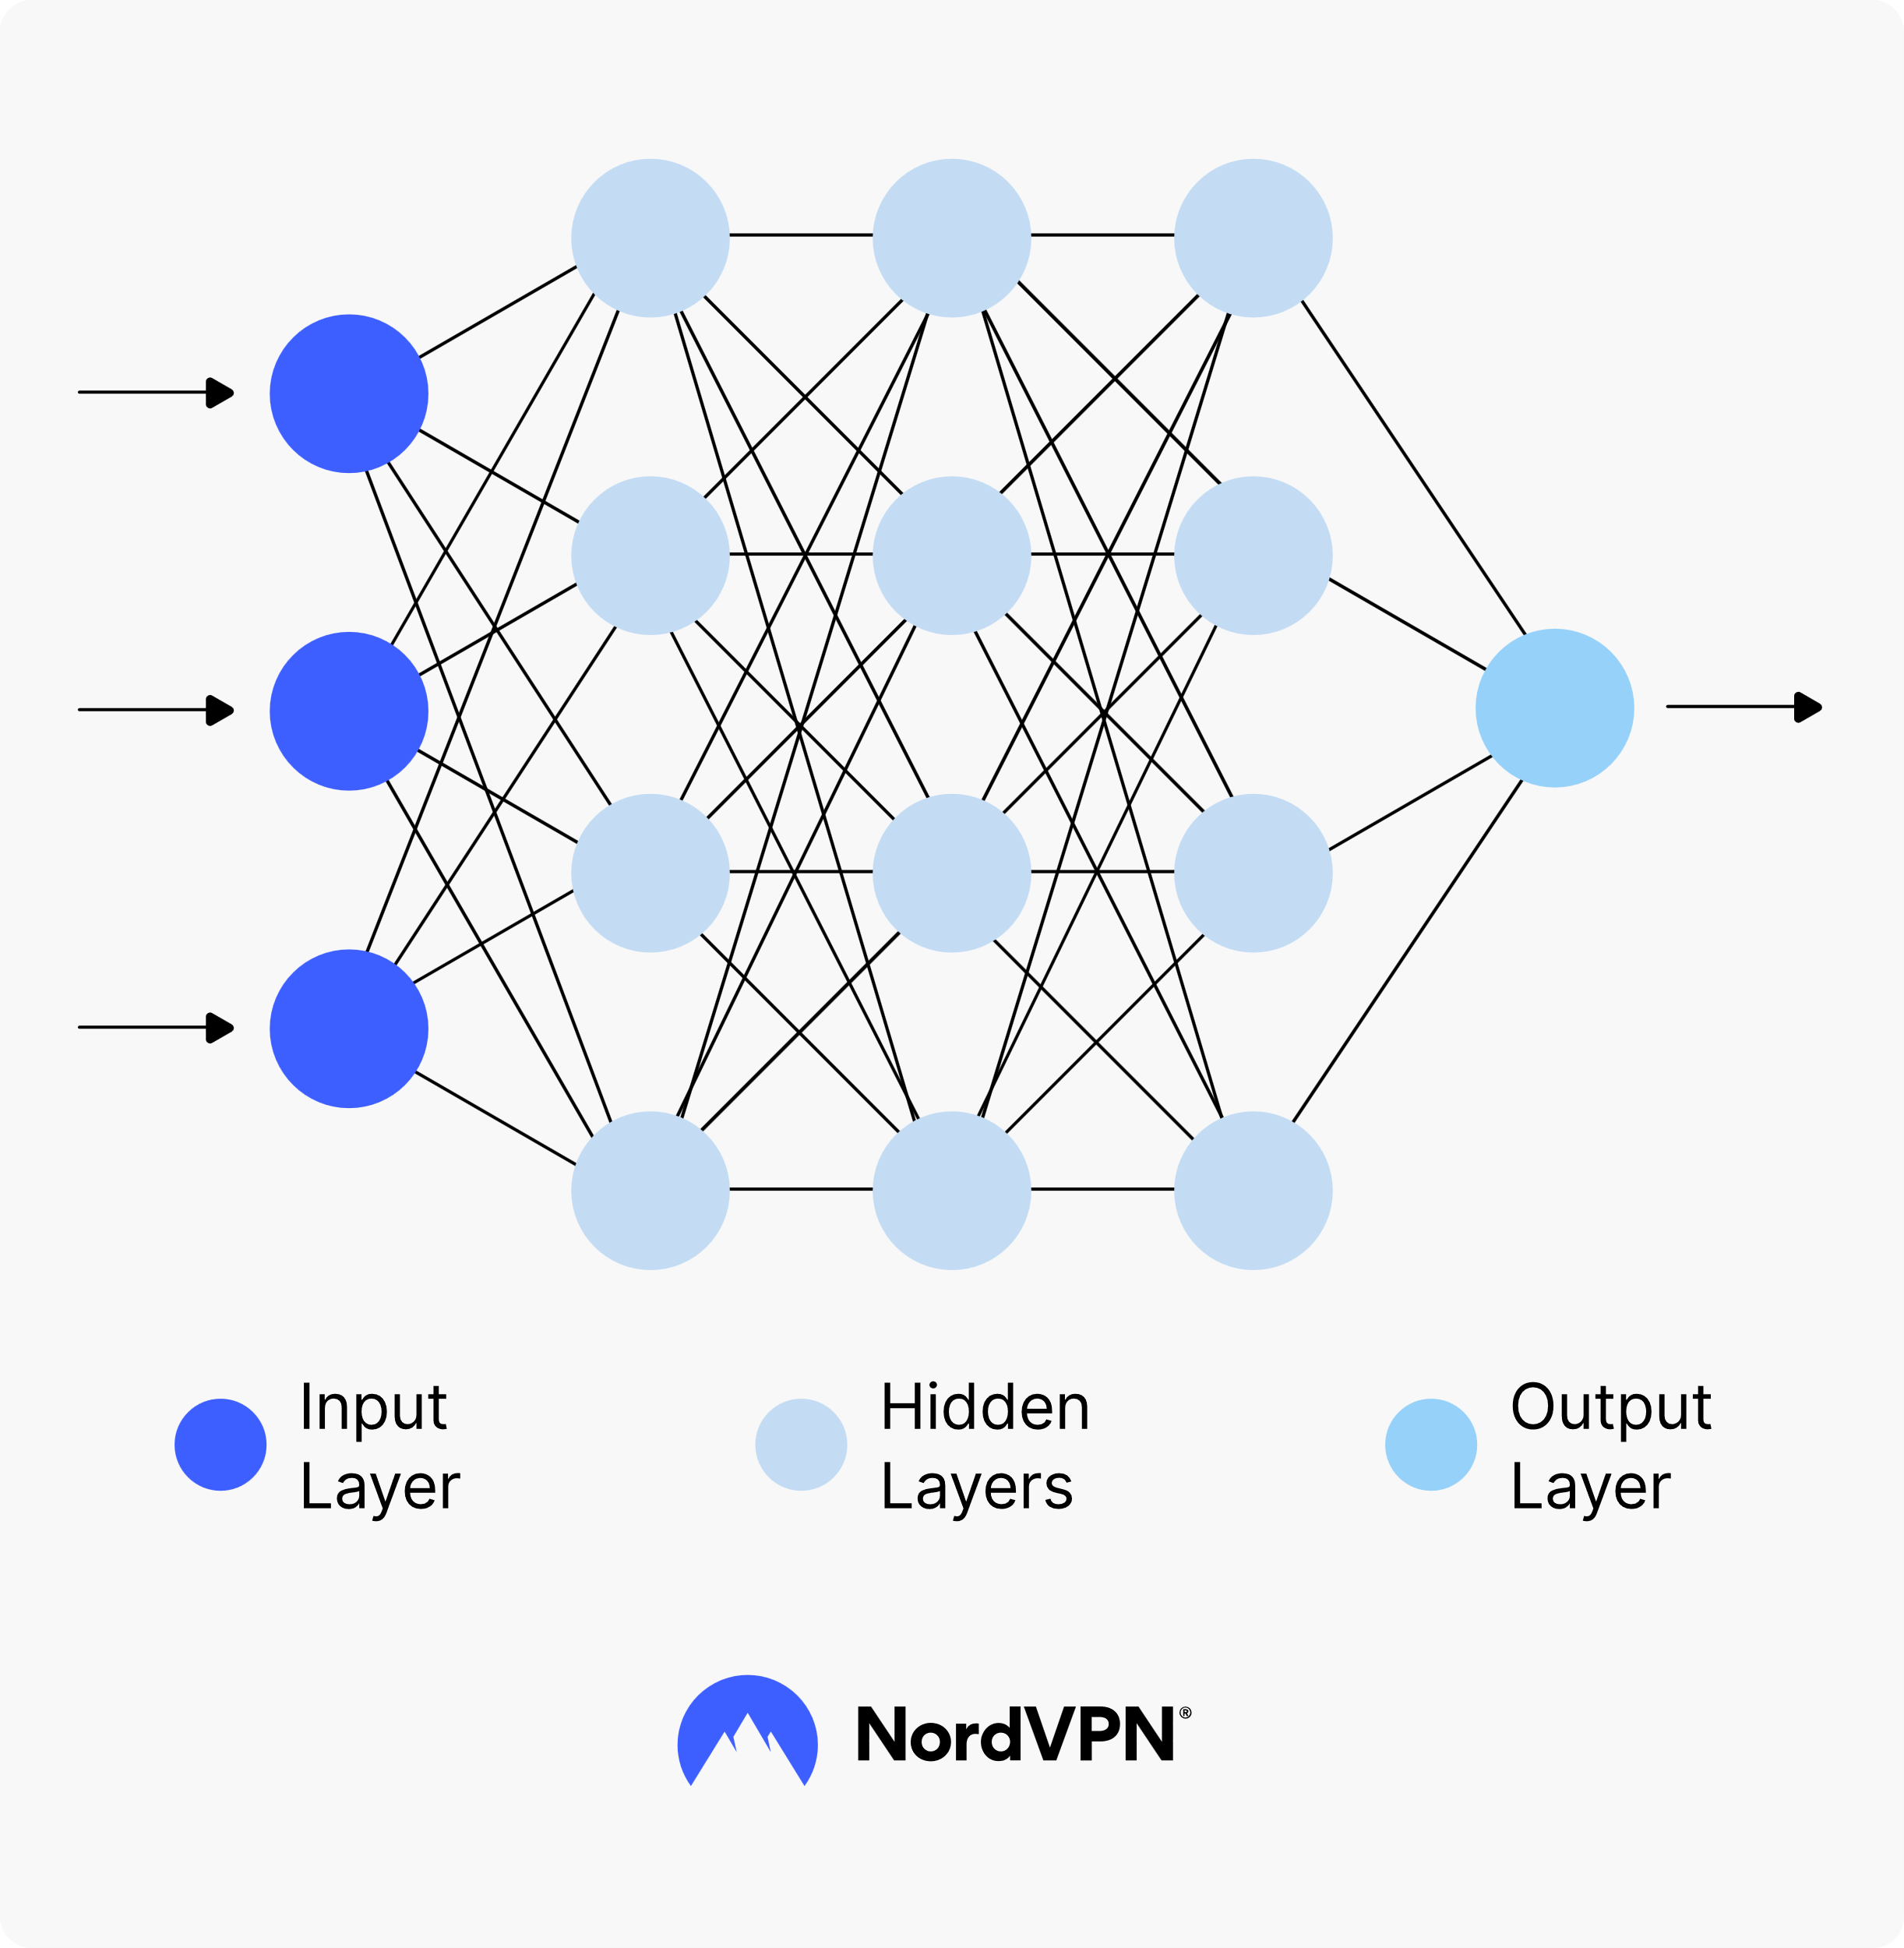 Input
Layer
Hidden
Layers
Output
Layer
NordVPN®